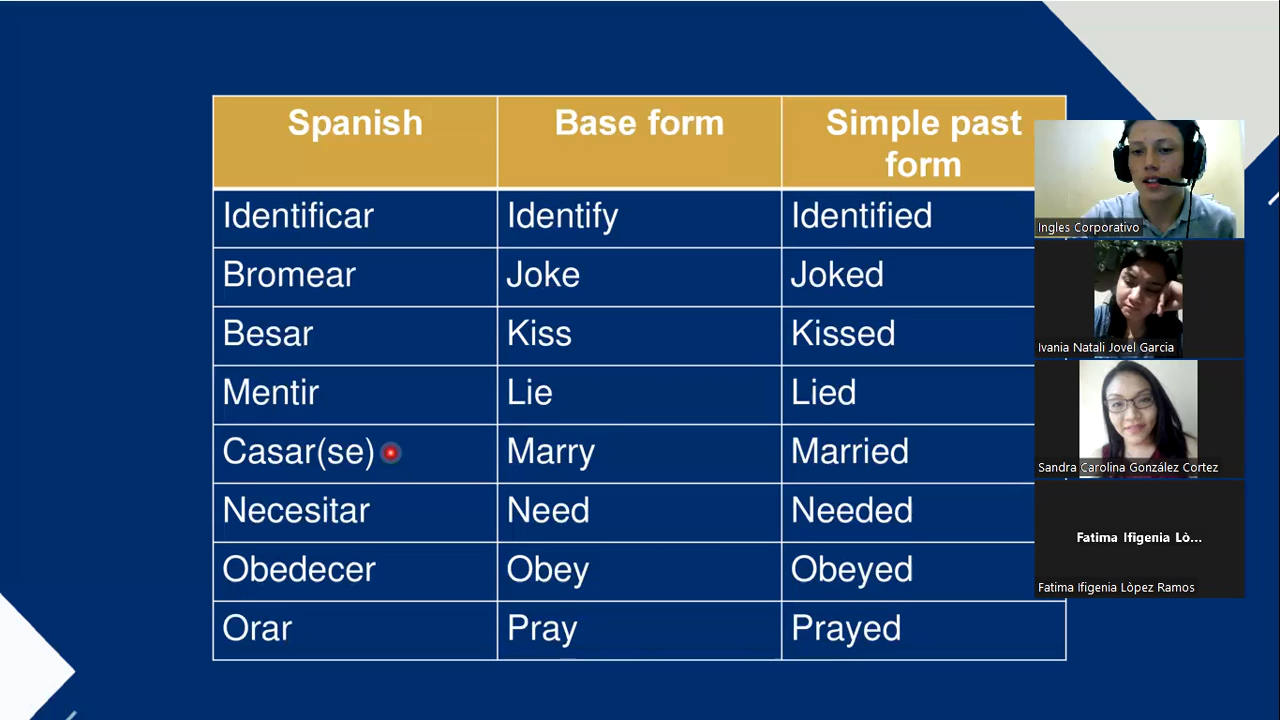 Spanish Base form Simple past
form
Identificar Identify Identified
Bromear Joke Joked
Besar Kiss Kissed
Mentir Lie Lied
Casar(se) Marry Married
Necesitar Need Needed
Obedecer Obey Obeyed
Orar Pray Prayed
Ingles Corporativo
Ivania Natali Jovel Garcia
Sandra Carolina González Cortez
Fatima Ifigenia Lò...
Fatima Ifigenia Lòpez Ramos